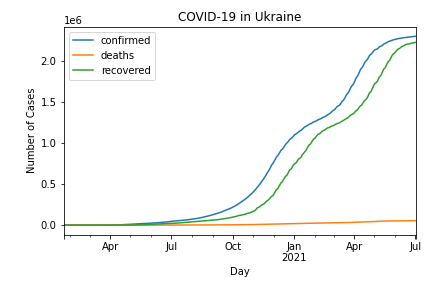 COVID-19 in Ukraine
1e6
confirmed
deaths
recovered
2.0
1.5
1.0
0.5
0.0
Number of Cases
Apr
Jul
Oct
Jan
2021
Apr
Jul
Day